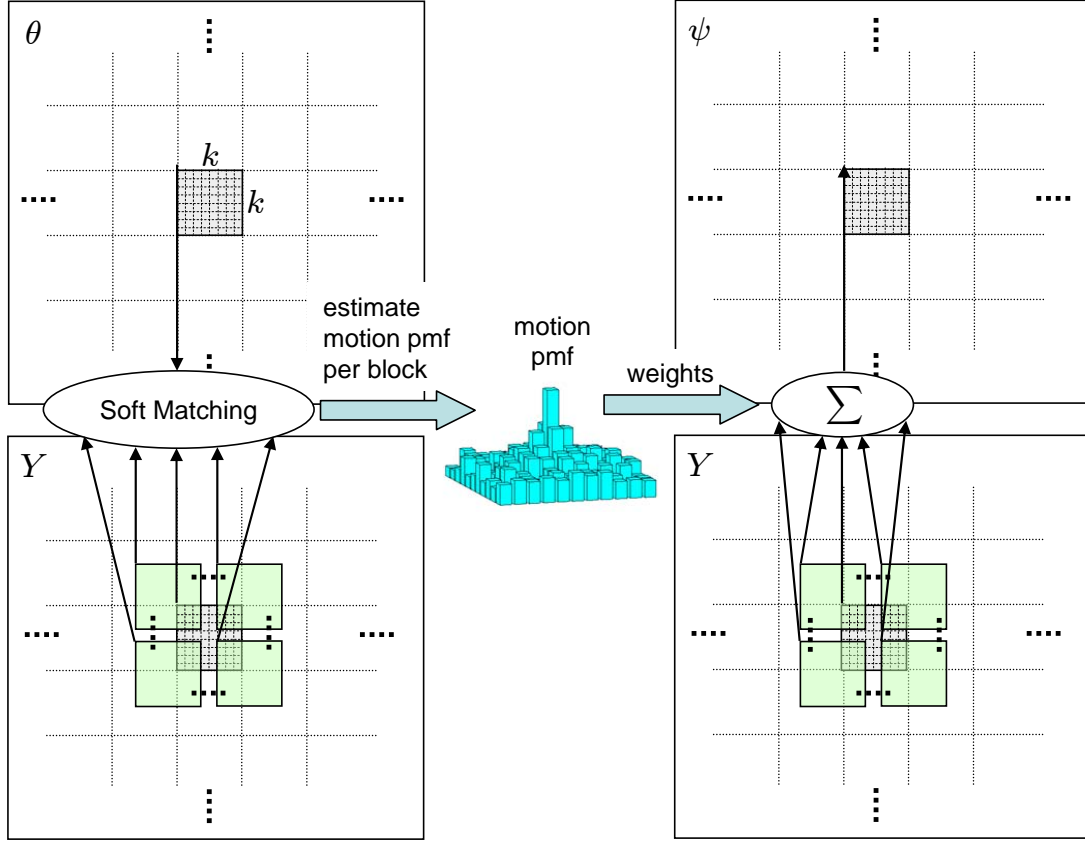 θ
ψ
k
k
estimate
motion pmf
per block
motion
pmf
weights
Soft Matching
∑
Y
Y